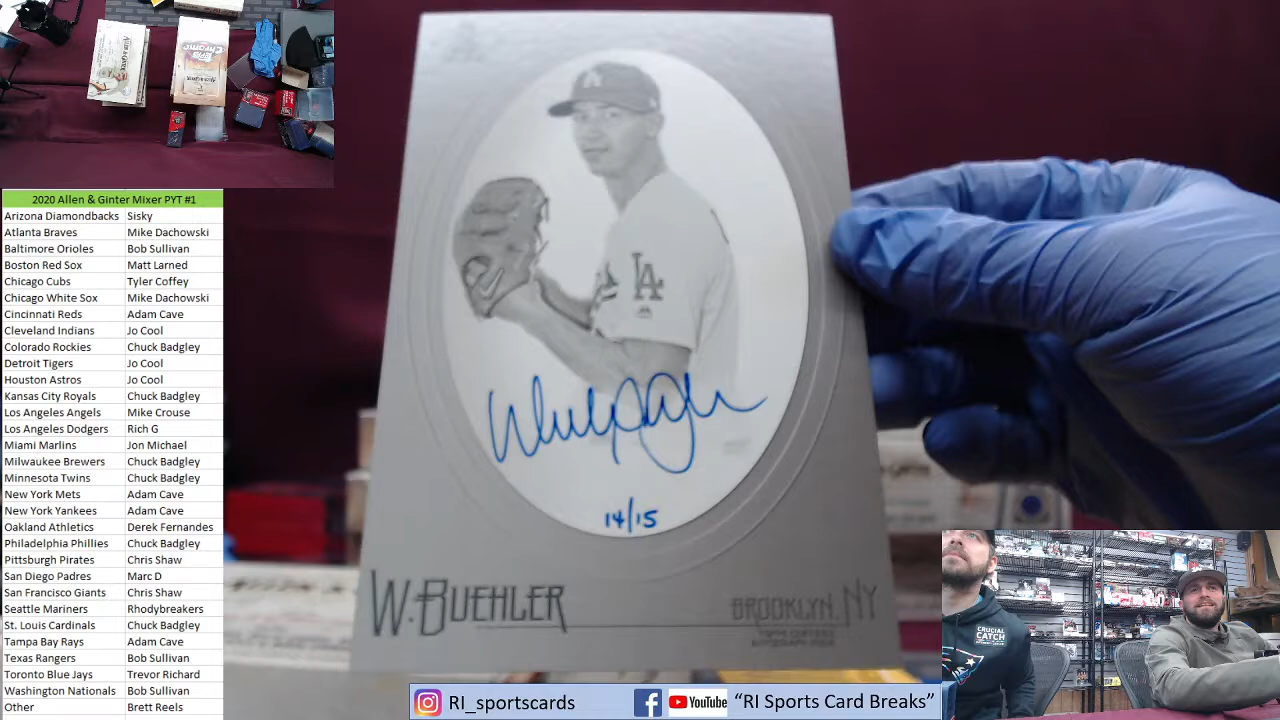 2020 Allen & Ginter Mixer PYT #1
Arizona Diamondbacks Sisky
Atlanta Braves Mike Dachowski
Baltimore Orioles Bob Sullivan
Boston Red Sox Matt Larned
Chicago Cubs Tyler Coffey
Chicago White Sox Mike Dachowski
Cincinnati Reds Adam Cave
Cleveland Indians Jo Cool
Colorado Rockies Chuck Badgley
Detroit Tigers Jo Cool
Houston Astros Jo Cool
Kansas City Royals Chuck Badgley
Los Angeles Angels Mike Crouse
Los Angeles Dodgers Rich G
Miami Marlins Jon Michael
Milwaukee Brewers Chuck Badgley
Minnesota Twins Chuck Badgley
New York Mets Adam Cave
New York Yankees Adam Cave
Oakland Athletics Derek Fernandes
Philadelphia Phillies Chuck Badgley
Pittsburgh Pirates Chris Shaw
San Diego Padres Marc D
San Francisco Giants Chris Shaw
Seattle Mariners Rhodybreakers
St. Louis Cardinals Chuck Badgley
Tampa Bay Rays Adam Cave
Texas Rangers Bob Sullivan
Toronto Blue Jays Trevor Richard
Washington Nationals Bob Sullivan
Other Brett Reels
LA
14/15
W. BUEHLER
BROOKLYN, NY
CRUCIAL
CATCH
RI_sportscards
YouTube
"RI Sports Card Breaks"